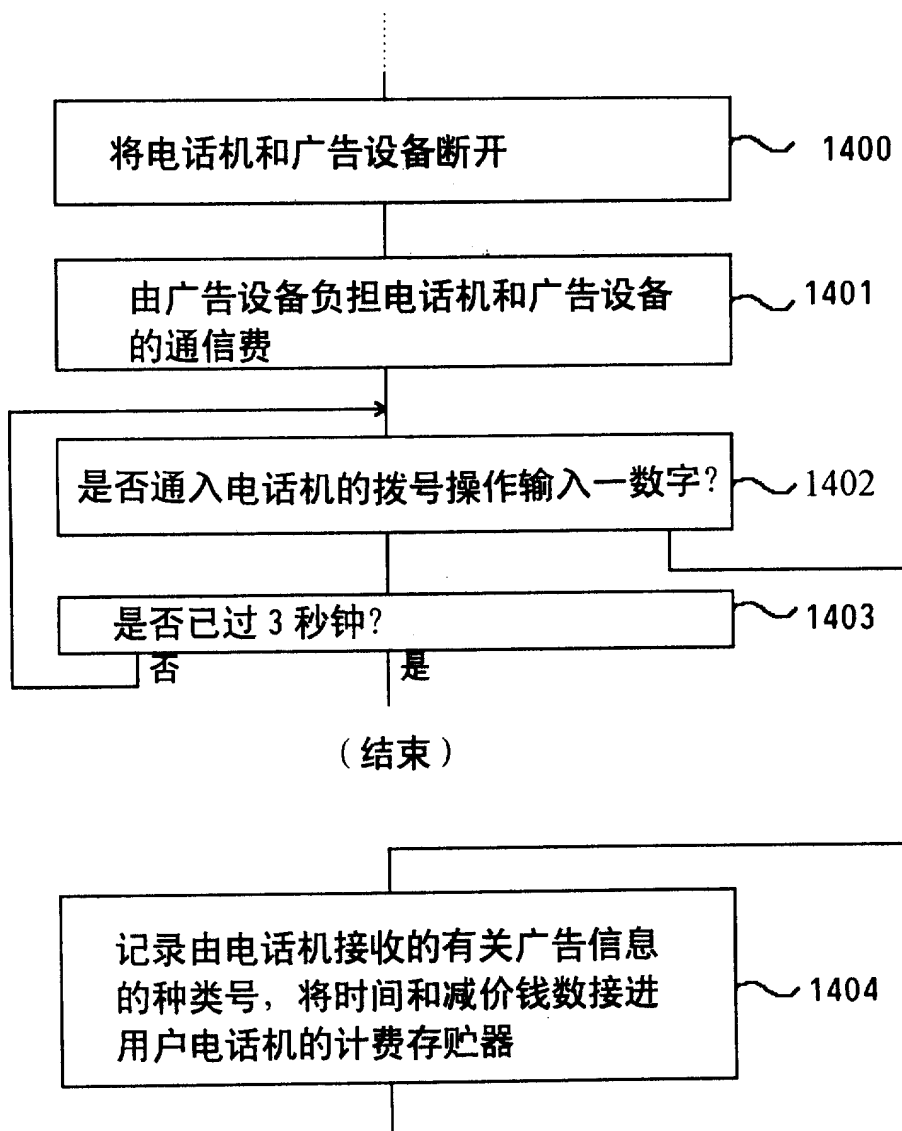 将电话机和广告设备断开
1400
由广告设备负担电话机和广告设备
的通信费
1401
是否通入电话机的拨号操作输入一数字?
1402
是否已过3秒钟?
1403
否
是
(结束)
记录由电话机接收的有关广告信息
的种类号，将时间和减价钱数接进
用户电话机的计费存贮器
1404